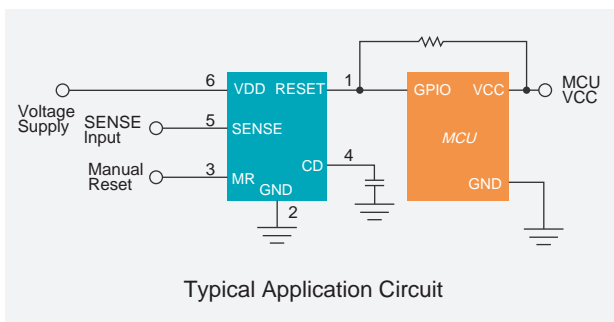 6
VDD
RESET
1
GPIO
VCC
MCU
VCC
Voltage
Supply
SENSE
Input
5
SENSE
MCU
Manual
Reset
3
MR
CD
4
GND
2
GND
Typical Application Circuit